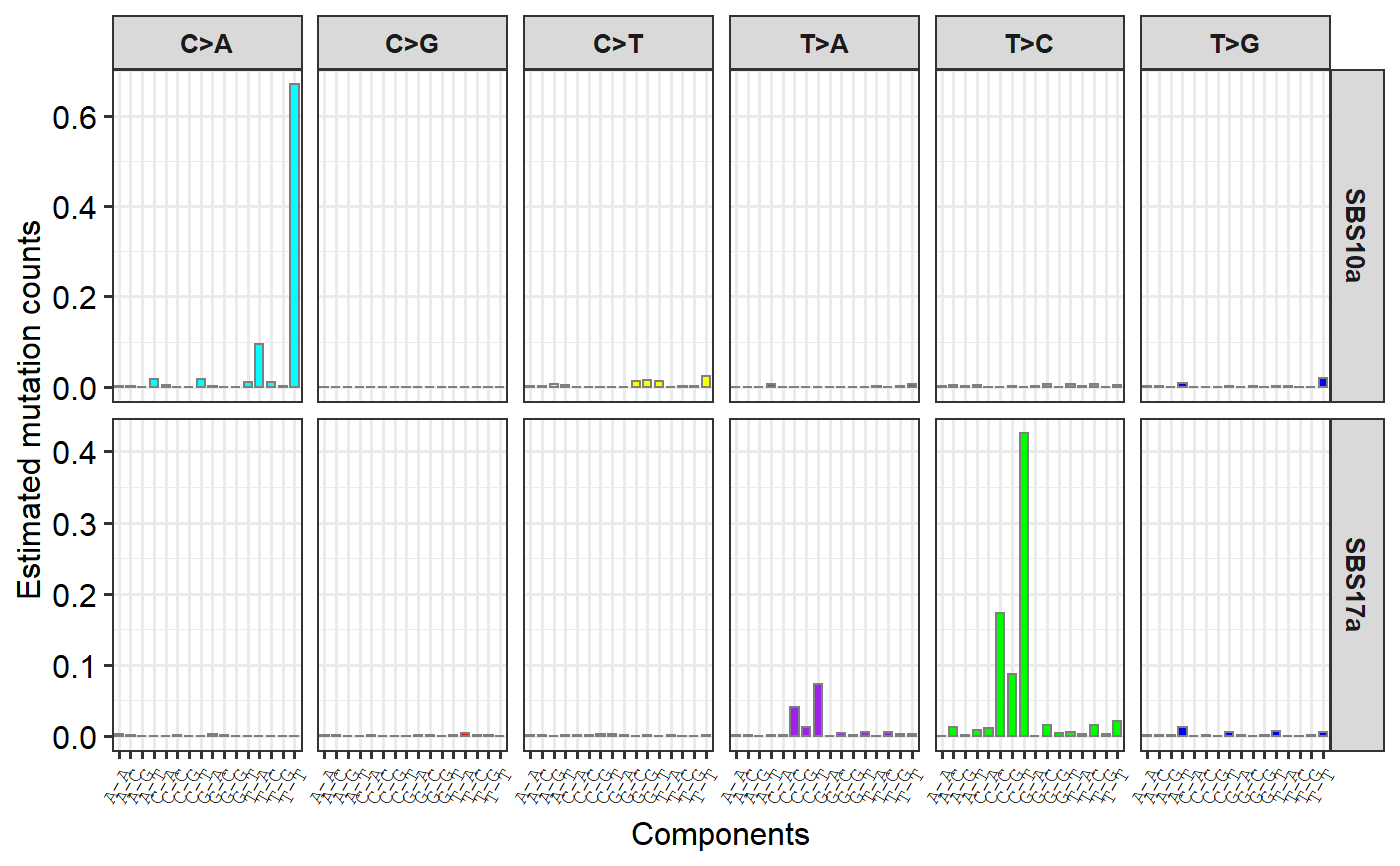 C>A C>G C>T T>A T>C T>G
0.6
0.4
0.2
0.0
SBS10a
Estimated mutation counts
0.4
0.3
0.2
0.1
0.0
SBS17a
A–A A–C A–G A–T C–A C–C C–G C–T G–A G–C G–G G–T T–A T–C T–G T–T
A–A A–C A–G A–T C–A C–C C–G C–T G–A G–C G–G G–T T–A T–C T–G T–T
A–A A–C A–G A–T C–A C–C C–G C–T G–A G–C G–G G–T T–A T–C T–G T–T
A–A A–C A–G A–T C–A C–C C–G C–T G–A G–C G–G G–T T–A T–C T–G T–T
A–A A–C A–G A–T C–A C–C C–G C–T G–A G–C G–G G–T T–A T–C T–G T–T
A–A A–C A–G A–T C–A C–C C–G C–T G–A G–C G–G G–T T–A T–C T–G T–T
Components